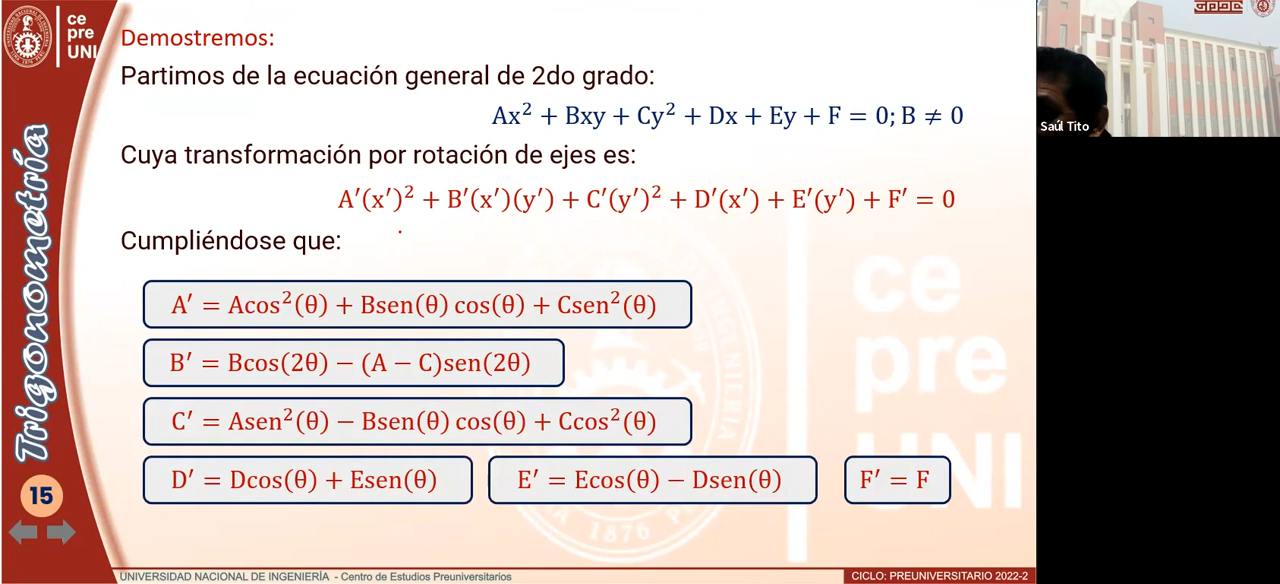 ce
pre
UNI
Demostremos:
Partimos de la ecuación general de 2do grado:
Ax² + Bxy + Cy² + Dx + Ey + F = 0; B ≠ 0
Cuya transformación por rotación de ejes es:
A′(x′)² + B′(x′)(y′) + C′(y′)² + D′(x′) + E′(y′) + F′ = 0
Cumpliéndose que:
A′ = Acos²(θ) + Bsen(θ) cos(θ) + Csen²(θ)
B′ = Bcos(2θ) − (A − C)sen(2θ)
C′ = Asen²(θ) − Bsen(θ) cos(θ) + Ccos²(θ)
D′ = Dcos(θ) + Esen(θ)
E′ = Ecos(θ) − Dsen(θ)
F′ = F
Trigonometría
15
ce
pre
UNI
1876
UNIVERSIDAD NACIONAL DE INGENIERÍA - Centro de Estudios Preuniversitarios
CICLO: PREUNIVERSITARIO 2022-2
Saúl Tito